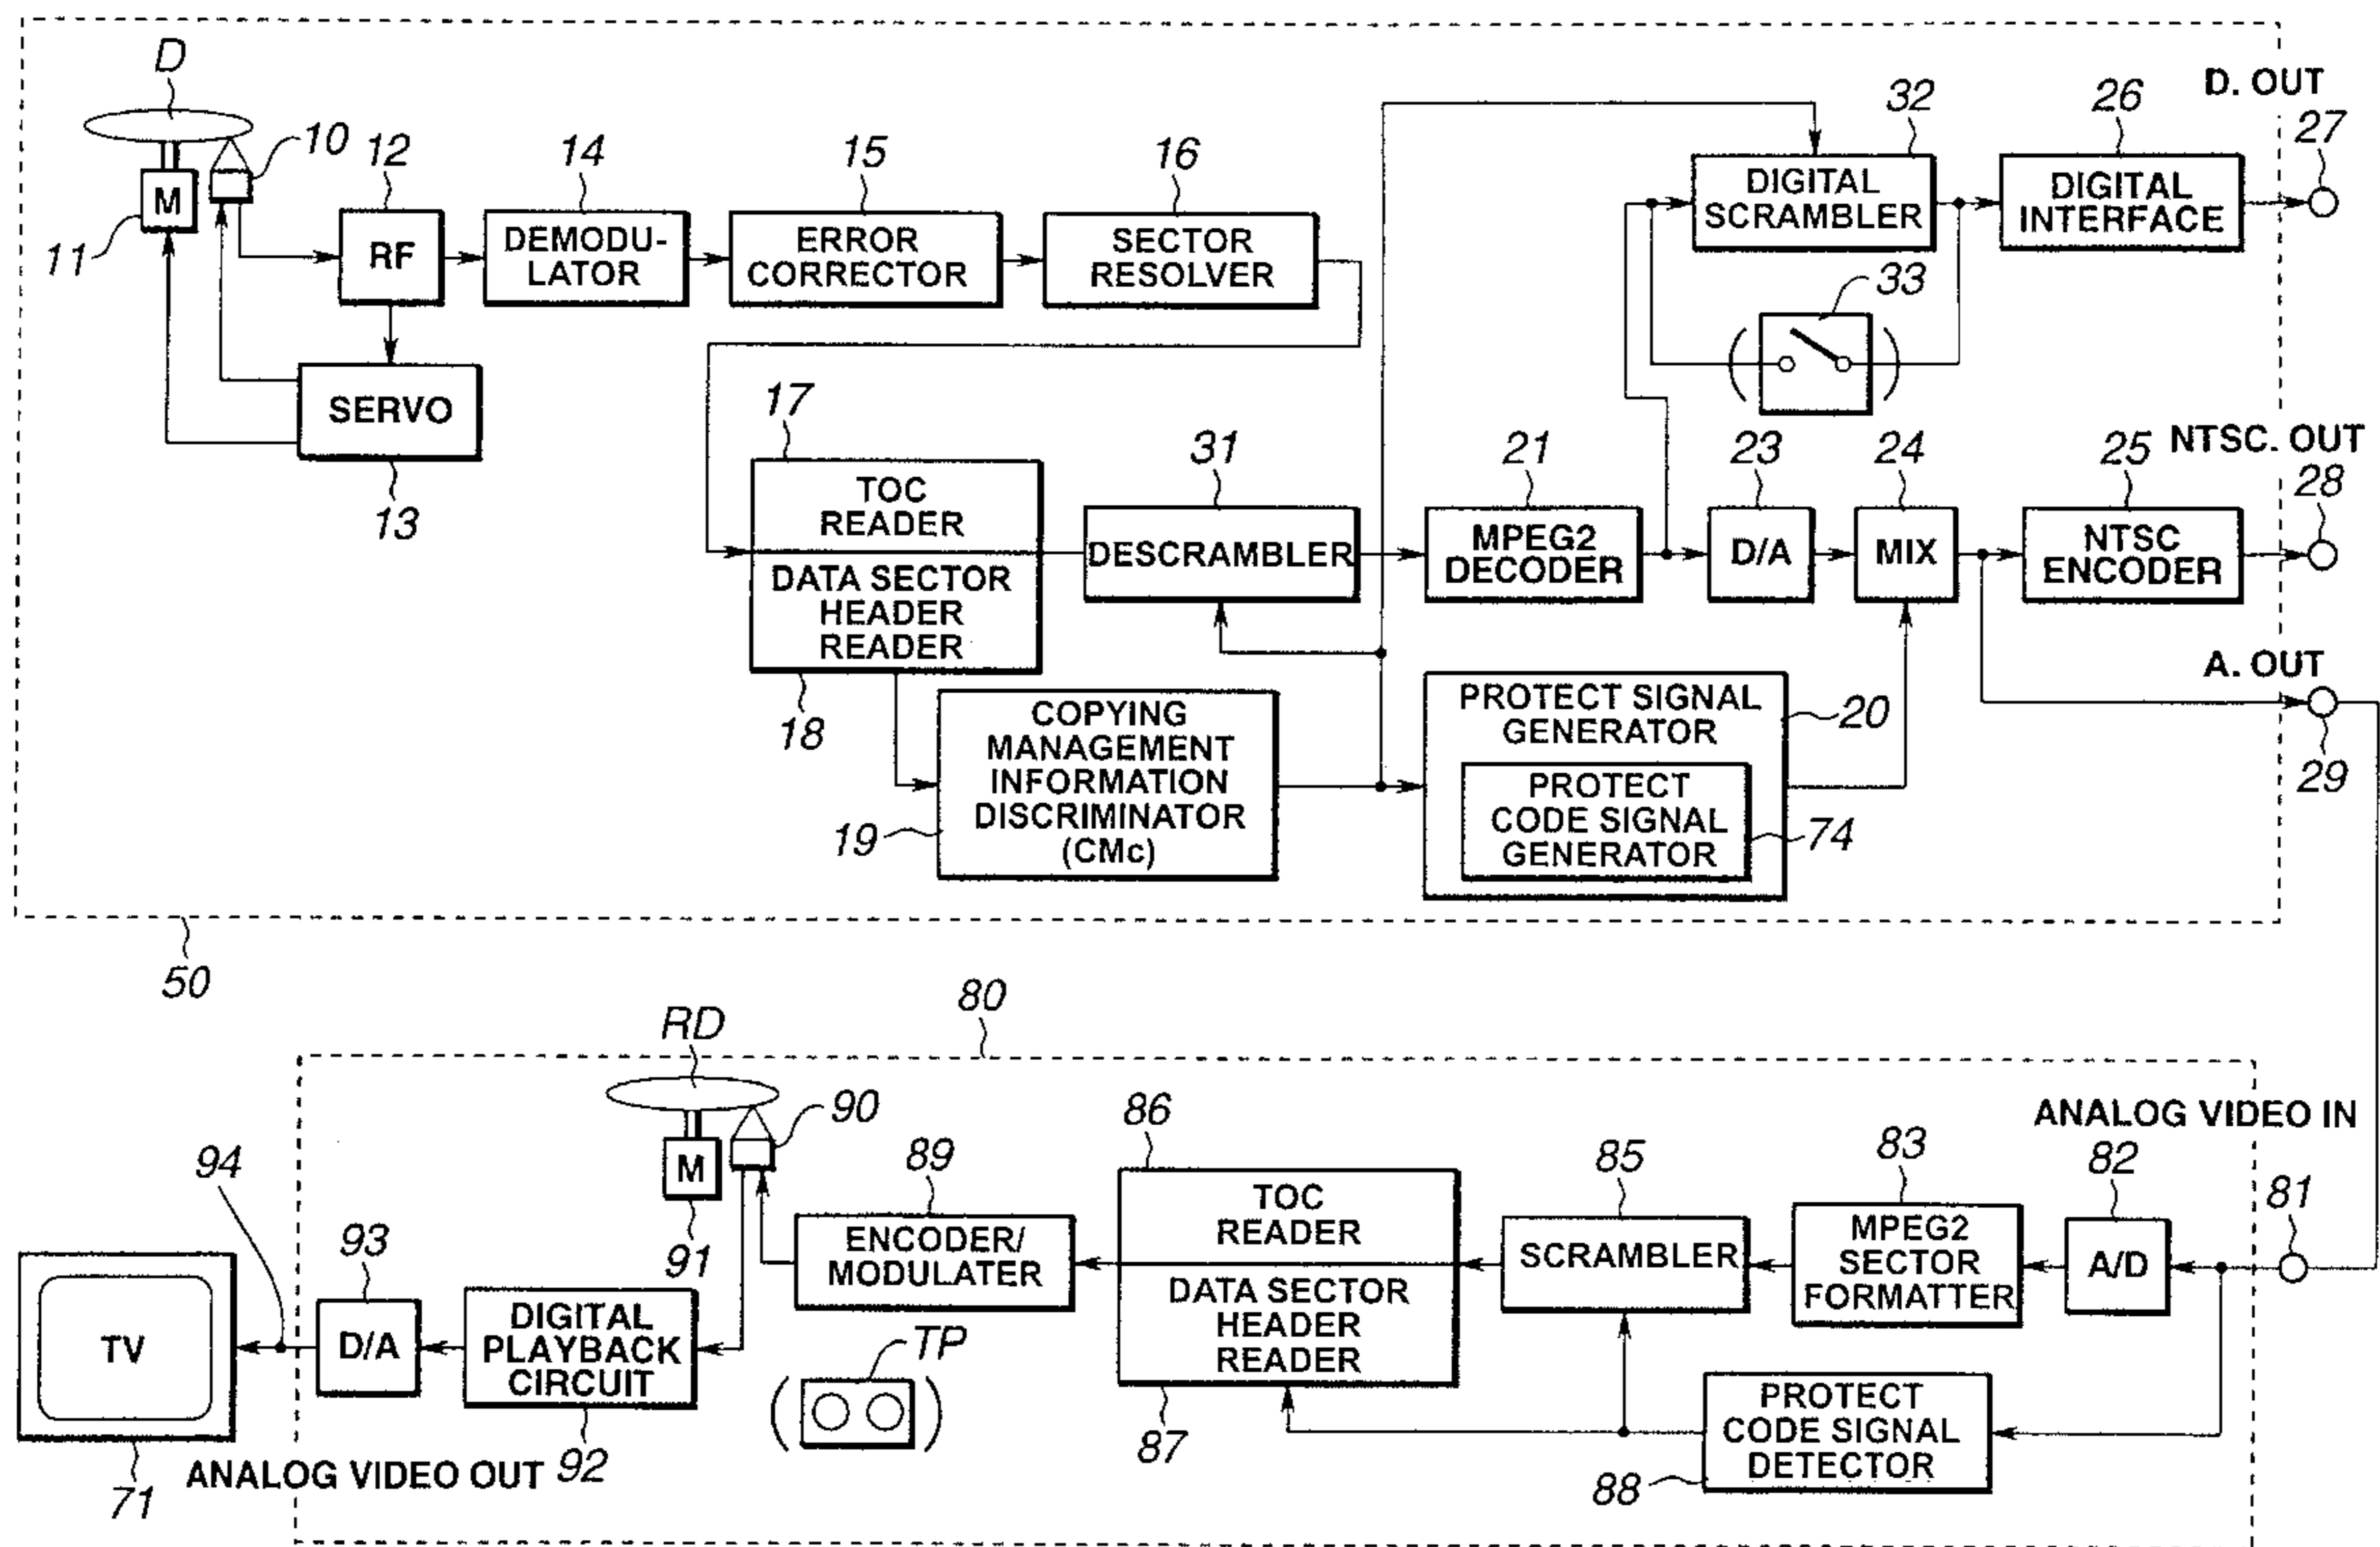 D
D. OUT
10
12
14
15
16
32
26
27
M
11
RF
DEMODU-
LATOR
ERROR
CORRECTOR
SECTOR
RESOLVER
DIGITAL
SCRAMBLER
DIGITAL
INTERFACE
33
SERVO
13
17
31
21
23
24
25
NTSC. OUT
28
TOC
READER
DATA SECTOR
HEADER
READER
18
DESCRAMBLER
MPEG2
DECODER
D/A
MIX
NTSC
ENCODER
A. OUT
29
COPYING
MANAGEMENT
INFORMATION
DISCRIMINATOR
(CMc)
19
PROTECT SIGNAL
GENERATOR
20
PROTECT
CODE SIGNAL
GENERATOR
74
50
80
RD
90
M
91
ANALOG VIDEO IN
81
82
A/D
83
MPEG2
SECTOR
FORMATTER
85
SCRAMBLER
86
TOC
READER
DATA SECTOR
HEADER
READER
87
89
ENCODER/
MODULATER
94
93
D/A
DIGITAL
PLAYBACK
CIRCUIT
92
TP
TV
71
ANALOG VIDEO OUT
PROTECT
CODE SIGNAL
DETECTOR
88